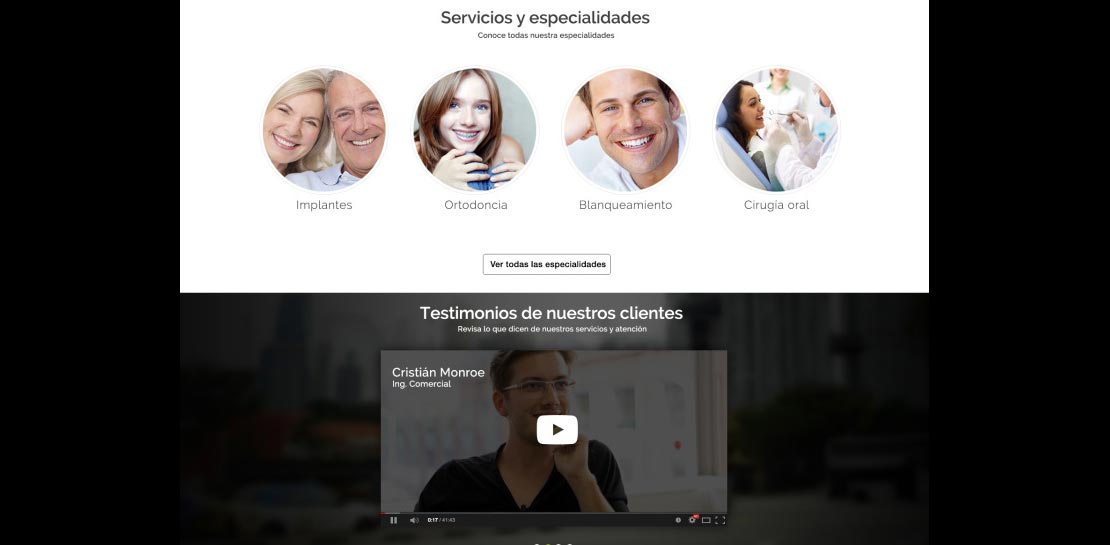 Servicios y especialidades
Conoce todas nuestra especialidades
Implantes
Ortodoncia
Blanqueamiento
Cirugía oral
Ver todas las especialidades
Testimonios de nuestros clientes
Revisa lo que dicen de nuestros servicios y atención
Cristián Monroe
Ing. Comercial
0:17 / 41:43